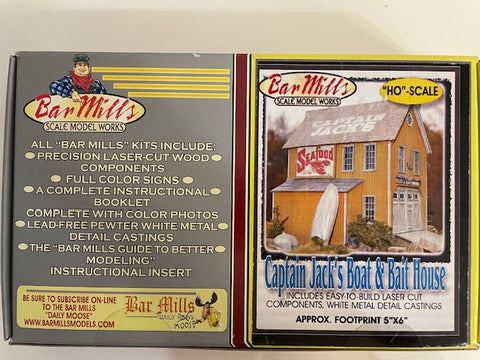 Bar Mills
SCALE MODEL WORKS
ALL "BAR MILLS" KITS INCLUDE:
• PRECISION LASER-CUT WOOD •
COMPONENTS
• FULL COLOR SIGNS •
• A COMPLETE INSTRUCTIONAL •
BOOKLET
COMPLETE WITH COLOR PHOTOS
• LEAD-FREE PEWTER WHITE METAL •
DETAIL CASTINGS
• THE "BAR MILLS GUIDE TO BETTER •
MODELING"
INSTRUCTIONAL INSERT
BE SURE TO SUBSCRIBE ON-LINE
TO THE BAR MILLS
"DAILY MOOSE"
WWW.BARMILLSMODELS.COM!
Bar Mills
DAILY NEWS
MOOSE
Bar Mills
SCALE MODEL WORKS
"HO"-SCALE
CAPTAIN
JACK'S
SEAFOOD
Captain Jack's Boat & Bait House
INCLUDES EASY-TO-BUILD LASER CUT
COMPONENTS, WHITE METAL DETAIL CASTINGS
APPROX. FOOTPRINT 5"X6"